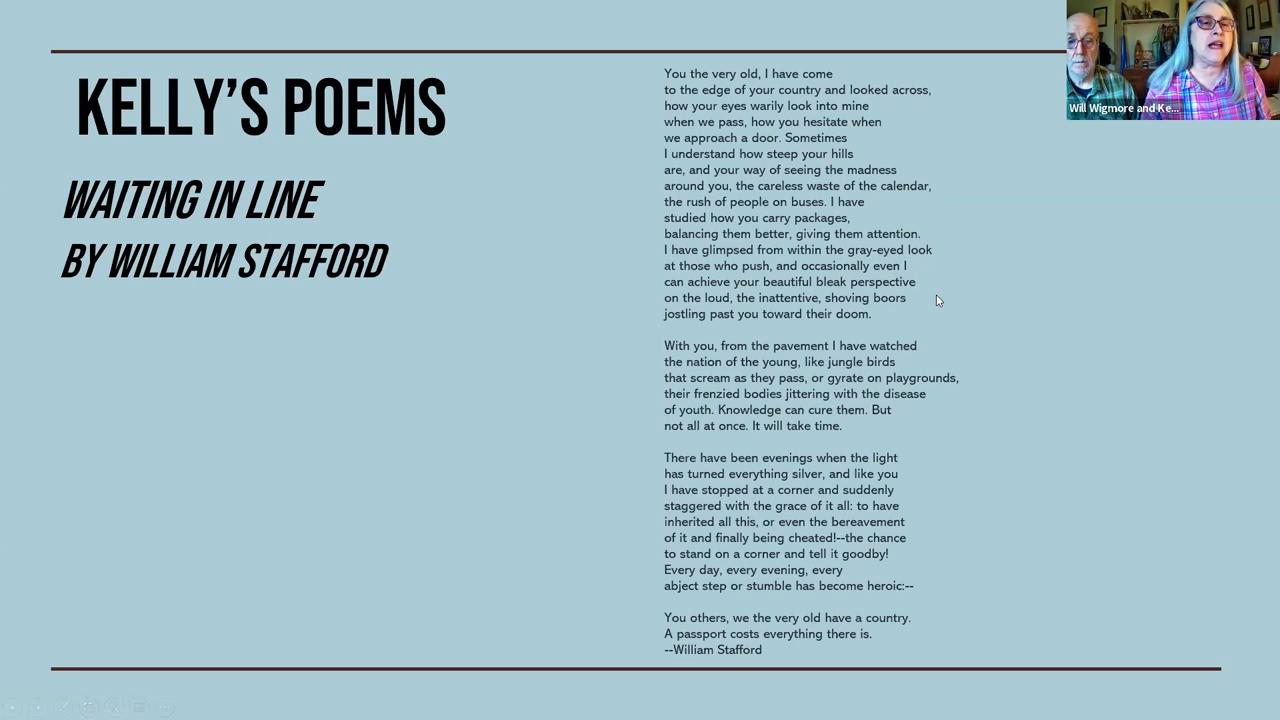 KELLY'S POEMS
WAITING IN LINE
BY WILLIAM STAFFORD
You the very old, I have come
to the edge of your country and looked across,
how your eyes warily look into mine
when we pass, how you hesitate when
we approach a door. Sometimes
I understand how steep your hills
are, and your way of seeing the madness
around you, the careless waste of the calendar,
the rush of people on buses. I have
studied how you carry packages,
balancing them better, giving them attention.
I have glimpsed from within the gray-eyed look
at those who push, and occasionally even I
can achieve your beautiful bleak perspective
on the loud, the inattentive, shoving boors
jostling past you toward their doom.
With you, from the pavement I have watched
the nation of the young, like jungle birds
that scream as they pass, or gyrate on playgrounds,
their frenzied bodies jittering with the disease
of youth. Knowledge can cure them. But
not all at once. It will take time.
There have been evenings when the light
has turned everything silver, and like you
I have stopped at a corner and suddenly
staggered with the grace of it all: to have
inherited all this, or even the bereavement
of it and finally being cheated!--the chance
to stand on a corner and tell it goodby!
Every day, every evening, every
abject step or stumble has become heroic:--
You others, we the very old have a country.
A passport costs everything there is.
--William Stafford
Will Wigmore and Ke...